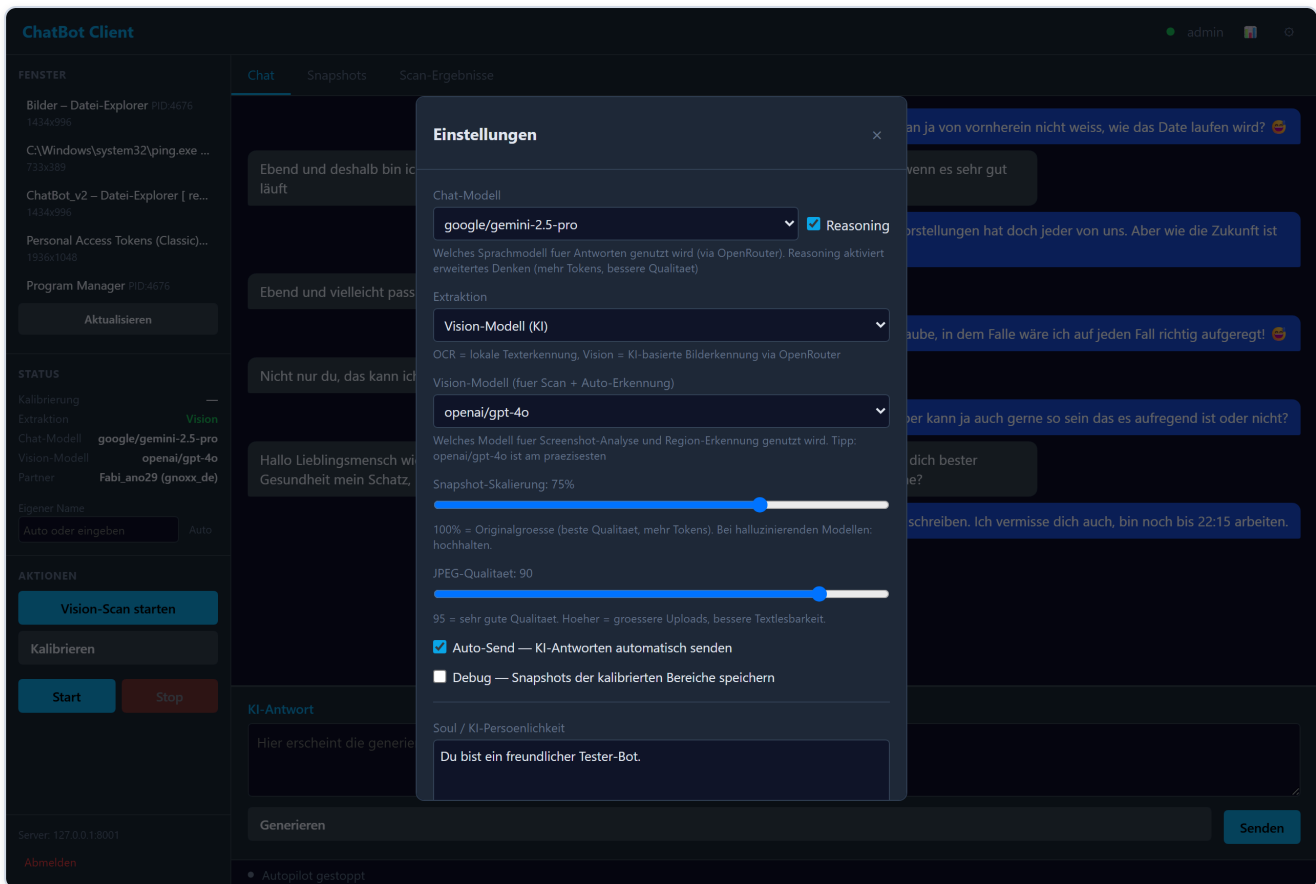 ChatBot Client
admin
FENSTER
Bilder – Datei-Explorer PID:4676
1434x996
C:\Windows\system32\ping.exe ...
733x389
ChatBot_v2 – Datei-Explorer [ re...
1434x996
Personal Access Tokens (Classic)...
1936x1048
Program Manager PID:4676
Aktualisieren
STATUS
Kalibrierung —
Extraktion Vision
Chat-Modell google/gemini-2.5-pro
Vision-Modell openai/gpt-4o
Partner Fabi_ano29 (gnoxx_de)
Eigener Name
Auto oder eingeben Auto
AKTIONEN
Vision-Scan starten
Kalibrieren
Start Stop
Server: 127.0.0.1:8001
Abmelden
Chat Snapshots Scan-Ergebnisse
an ja von vornherein nicht weiss, wie das Date laufen wird? 😅
Ebend und deshalb bin ic
wenn es sehr gut
läuft
orstellungen hat doch jeder von uns. Aber wie die Zukunft ist
Ebend und vielleicht pass
aube, in dem Falle wäre ich auf jeden Fall richtig aufgeregt! 😅
Nicht nur du, das kann ich
ber kann ja auch gerne so sein das es aufregend ist oder nicht?
Hallo Lieblingsmensch wi
dich bester
Gesundheit mein Schatz,
e?
schreiben. Ich vermisse dich auch, bin noch bis 22:15 arbeiten.
Einstellungen ×
Chat-Modell
google/gemini-2.5-pro Reasoning
Welches Sprachmodell fuer Antworten genutzt wird (via OpenRouter). Reasoning aktiviert
erweitertes Denken (mehr Tokens, bessere Qualitaet)
Extraktion
Vision-Modell (KI)
OCR = lokale Texterkennung, Vision = KI-basierte Bilderkennung via OpenRouter
Vision-Modell (fuer Scan + Auto-Erkennung)
openai/gpt-4o
Welches Modell fuer Screenshot-Analyse und Region-Erkennung genutzt wird. Tipp:
openai/gpt-4o ist am praezisesten
Snapshot-Skalierung: 75%
100% = Originalgroesse (beste Qualitaet, mehr Tokens). Bei halluzinierenden Modellen:
hochhalten.
JPEG-Qualitaet: 90
95 = sehr gute Qualitaet. Hoeher = groessere Uploads, bessere Textlesbarkeit.
Auto-Send — KI-Antworten automatisch senden
Debug — Snapshots der kalibrierten Bereiche speichern
Soul / KI-Persoenlichkeit
Du bist ein freundlicher Tester-Bot.
KI-Antwort
Hier erscheint die generie
Generieren
Senden
Autopilot gestoppt